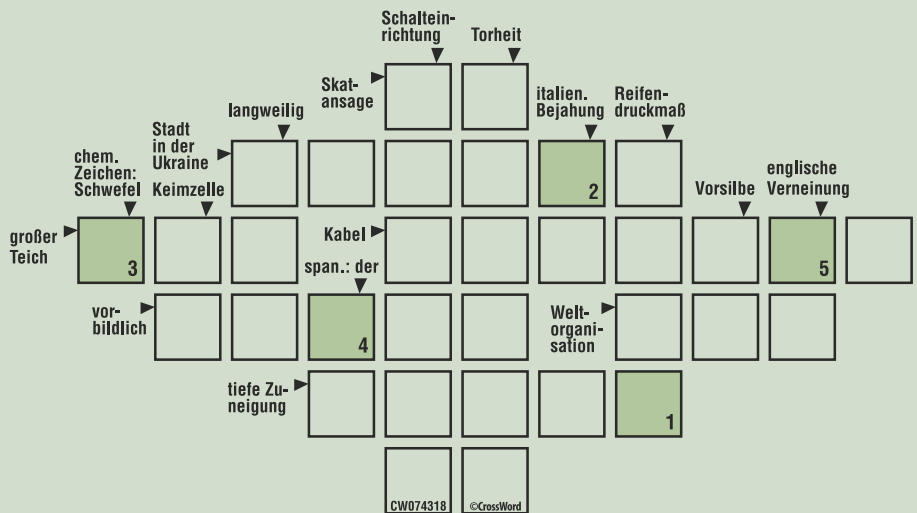 Schaltein-
richtung
Torheit
Skat-
ansage
italien.
Bejahung
Reifen-
druckmaß
langweilig
Stadt
in der
Ukraine
chem.
Zeichen:
Schwefel
Keimzelle
2
Vorsilbe
englische
Verneinung
großer
Teich
3
Kabel
5
span.: der
vor-
bildlich
4
Welt-
organi-
sation
tiefe Zu-
neigung
1
CW074318
©CrossWord